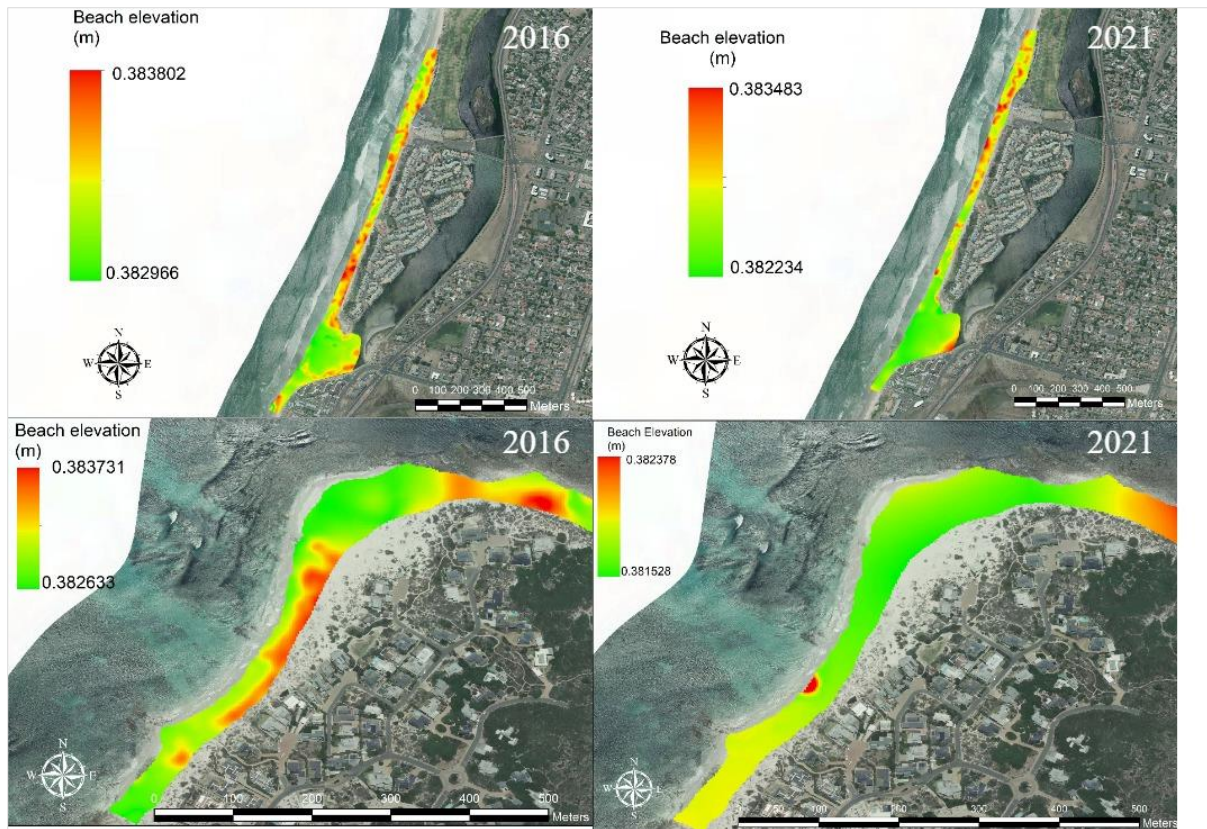 Beach elevation
(m)
0.383802
0.382966
2016
N
W E
S
0 100 200 300 400 500
Meters
Beach elevation
(m)
0.383483
0.382234
2021
N
W E
S
0 100 200 300 400 500
Meters
Beach elevation
(m)
0.383731
0.382633
2016
N
W E
S
0 100 200 300 400 500
Meters
Beach Elevation
(m)
0.382378
0.381528
2021
N
W E
S
50 100 200 300 400 500
Meters